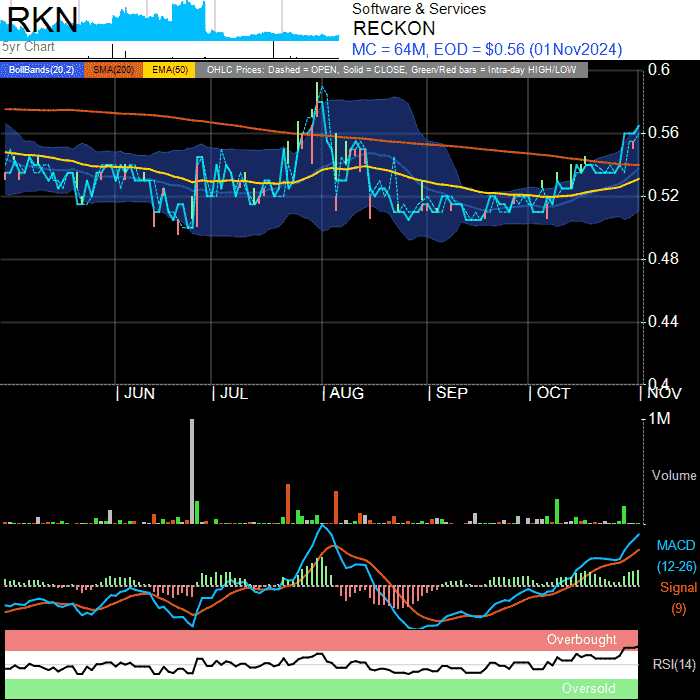 RKN
5yr Chart
Software & Services
RECKON
MC = 64M, EOD = $0.56 (01Nov2024)
BollBands(20,2) SMA(200) EMA(50) OHLC Prices: Dashed = OPEN, Solid = CLOSE, Green/Red bars = Intra-day HIGH/LOW
0.6
0.56
0.52
0.48
0.44
0.4
| JUN | JUL | AUG | SEP | OCT | NOV
1M
Volume
MACD
(12-26)
Signal
(9)
Overbought
RSI(14)
Oversold